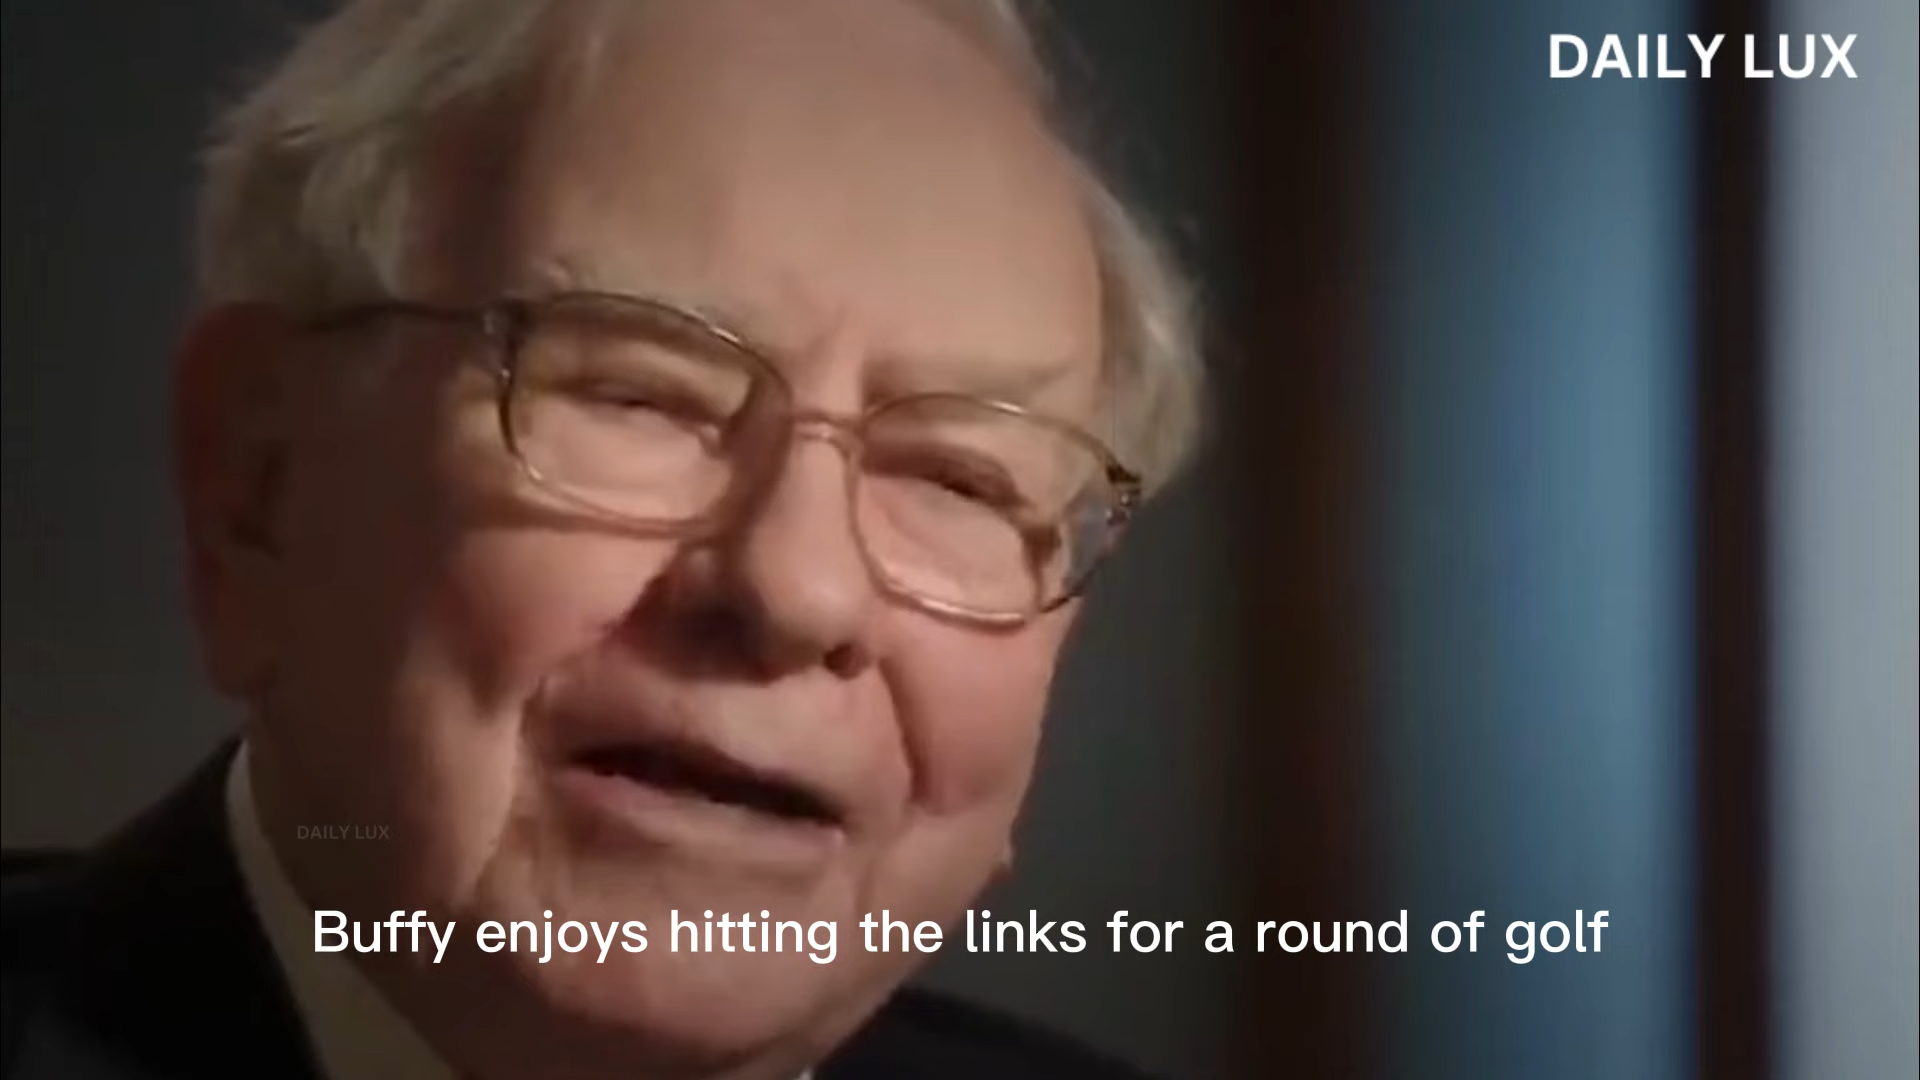 DAILY LUX
DAILY LUX
Buffy enjoys hitting the links for a round of golf